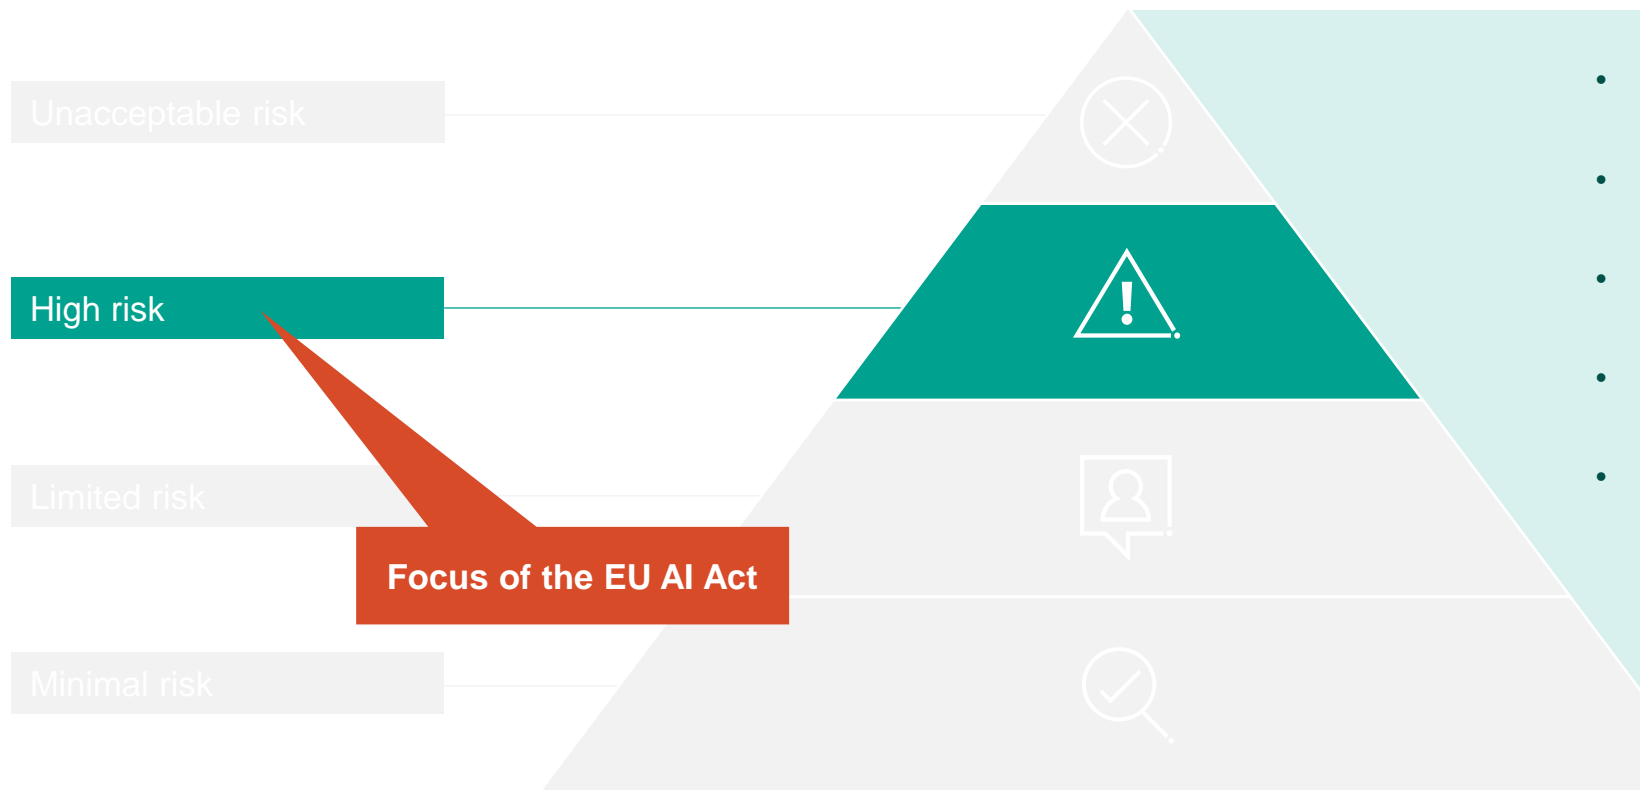 Unacceptable risk
High risk
Limited risk
Focus of the EU AI Act
Minimal risk